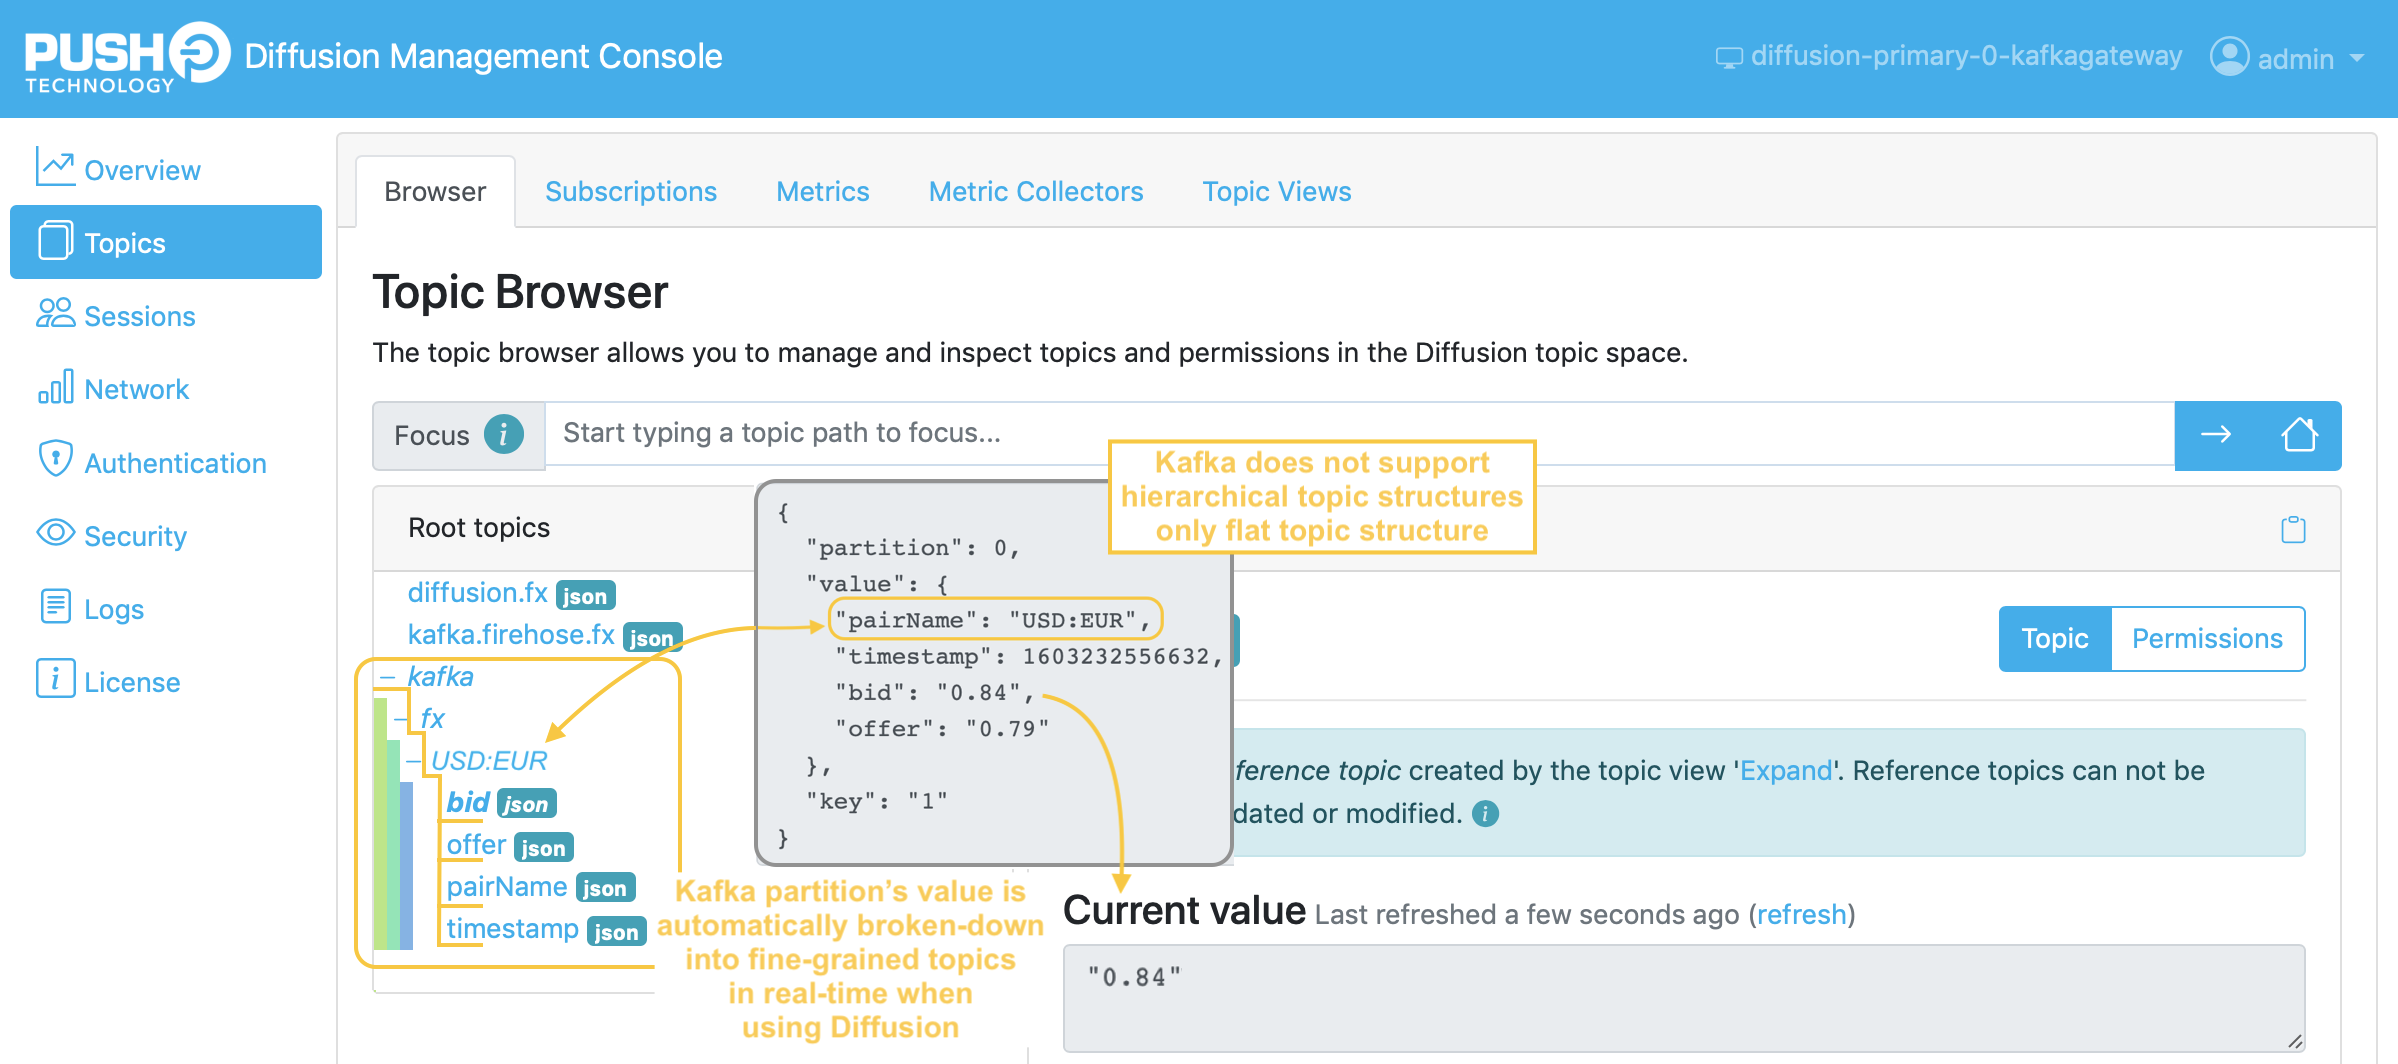 PUSH
TECHNOLOGY
Diffusion Management Console
diffusion-primary-0-kafkagateway
admin
Overview
Topics
Sessions
Network
Authentication
Security
Logs
License
Browser
Subscriptions
Metrics
Metric Collectors
Topic Views
Topic Browser
The topic browser allows you to manage and inspect topics and permissions in the Diffusion topic space.
Focus i
Start typing a topic path to focus...
Kafka does not support
hierarchical topic structures
only flat topic structure
Root topics
diffusion.fx json
kafka.firehose.fx json
– kafka
– fx
– USD:EUR
bid json
offer json
pairName json
timestamp json
{
"partition": 0,
"value": {
"pairName": "USD:EUR",
"timestamp": 1603232556632,
"bid": "0.84",
"offer": "0.79"
},
"key": "1"
}
Kafka partition’s value is
automatically broken-down
into fine-grained topics
in real-time when
using Diffusion
Topic
Permissions
ference topic created by the topic view 'Expand'. Reference topics can not be
dated or modified. i
Current value Last refreshed a few seconds ago (refresh)
"0.84"